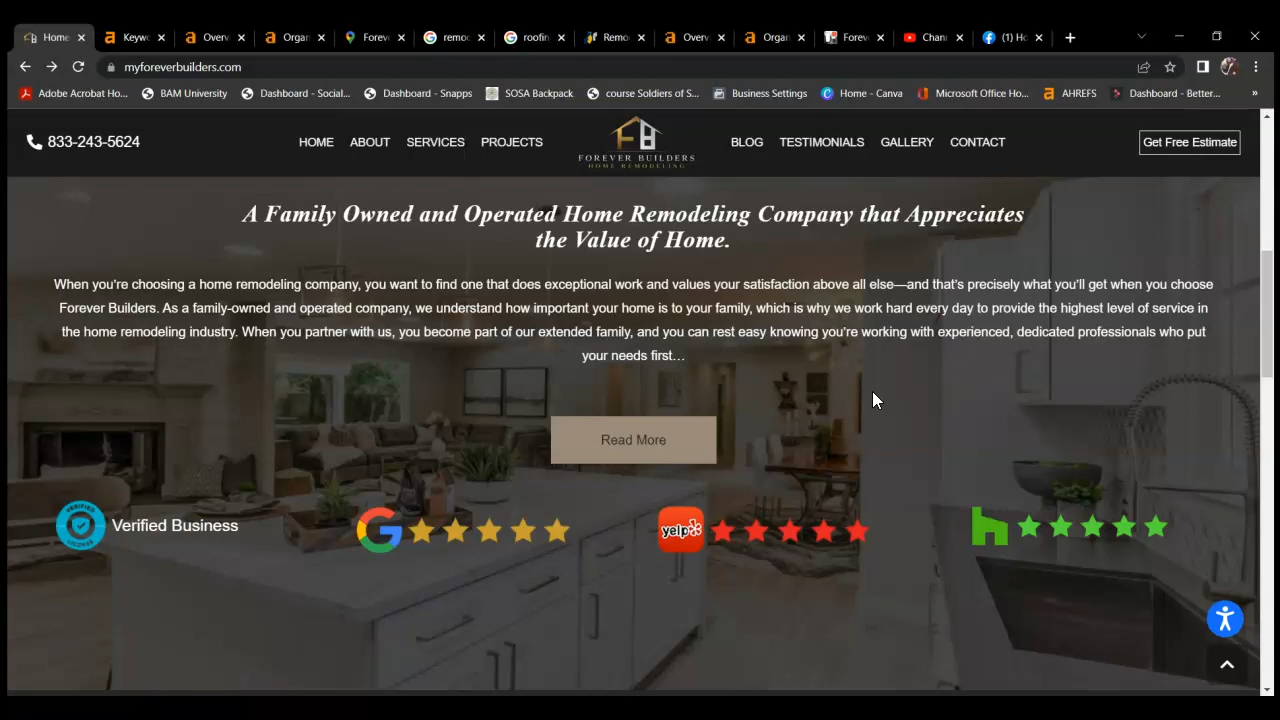 Home
Keywo
Overv
Organ
Forev
remoc
roofin
Remo
Overv
Organ
Forev
Chann
(1) Ho
myforeverbuilders.com
Adobe Acrobat Ho...
BAM University
Dashboard - Social...
Dashboard - Snapps
SOSA Backpack
course Soldiers of S...
Business Settings
Home - Canva
Microsoft Office Ho...
AHREFS
Dashboard - Better...
»
833-243-5624
HOME
ABOUT
SERVICES
PROJECTS
FOREVER BUILDERS
HOME REMODELING
BLOG
TESTIMONIALS
GALLERY
CONTACT
Get Free Estimate
A Family Owned and Operated Home Remodeling Company that Appreciates
the Value of Home.
When you're choosing a home remodeling company, you want to find one that does exceptional work and values your satisfaction above all else—and that's precisely what you'll get when you choose
Forever Builders. As a family-owned and operated company, we understand how important your home is to your family, which is why we work hard every day to provide the highest level of service in
the home remodeling industry. When you partner with us, you become part of our extended family, and you can rest easy knowing you're working with experienced, dedicated professionals who put
your needs first…
Read More
Verified Business
yelp